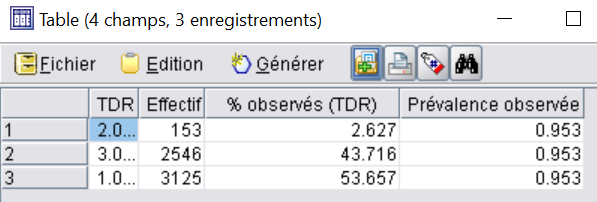 Table (4 champs, 3 enregistrements)
Fichier Edition Générer
TDR Effectif % observés (TDR) Prévalence observée
1 2.0... 153 2.627 0.953
2 3.0... 2546 43.716 0.953
3 1.0... 3125 53.657 0.953